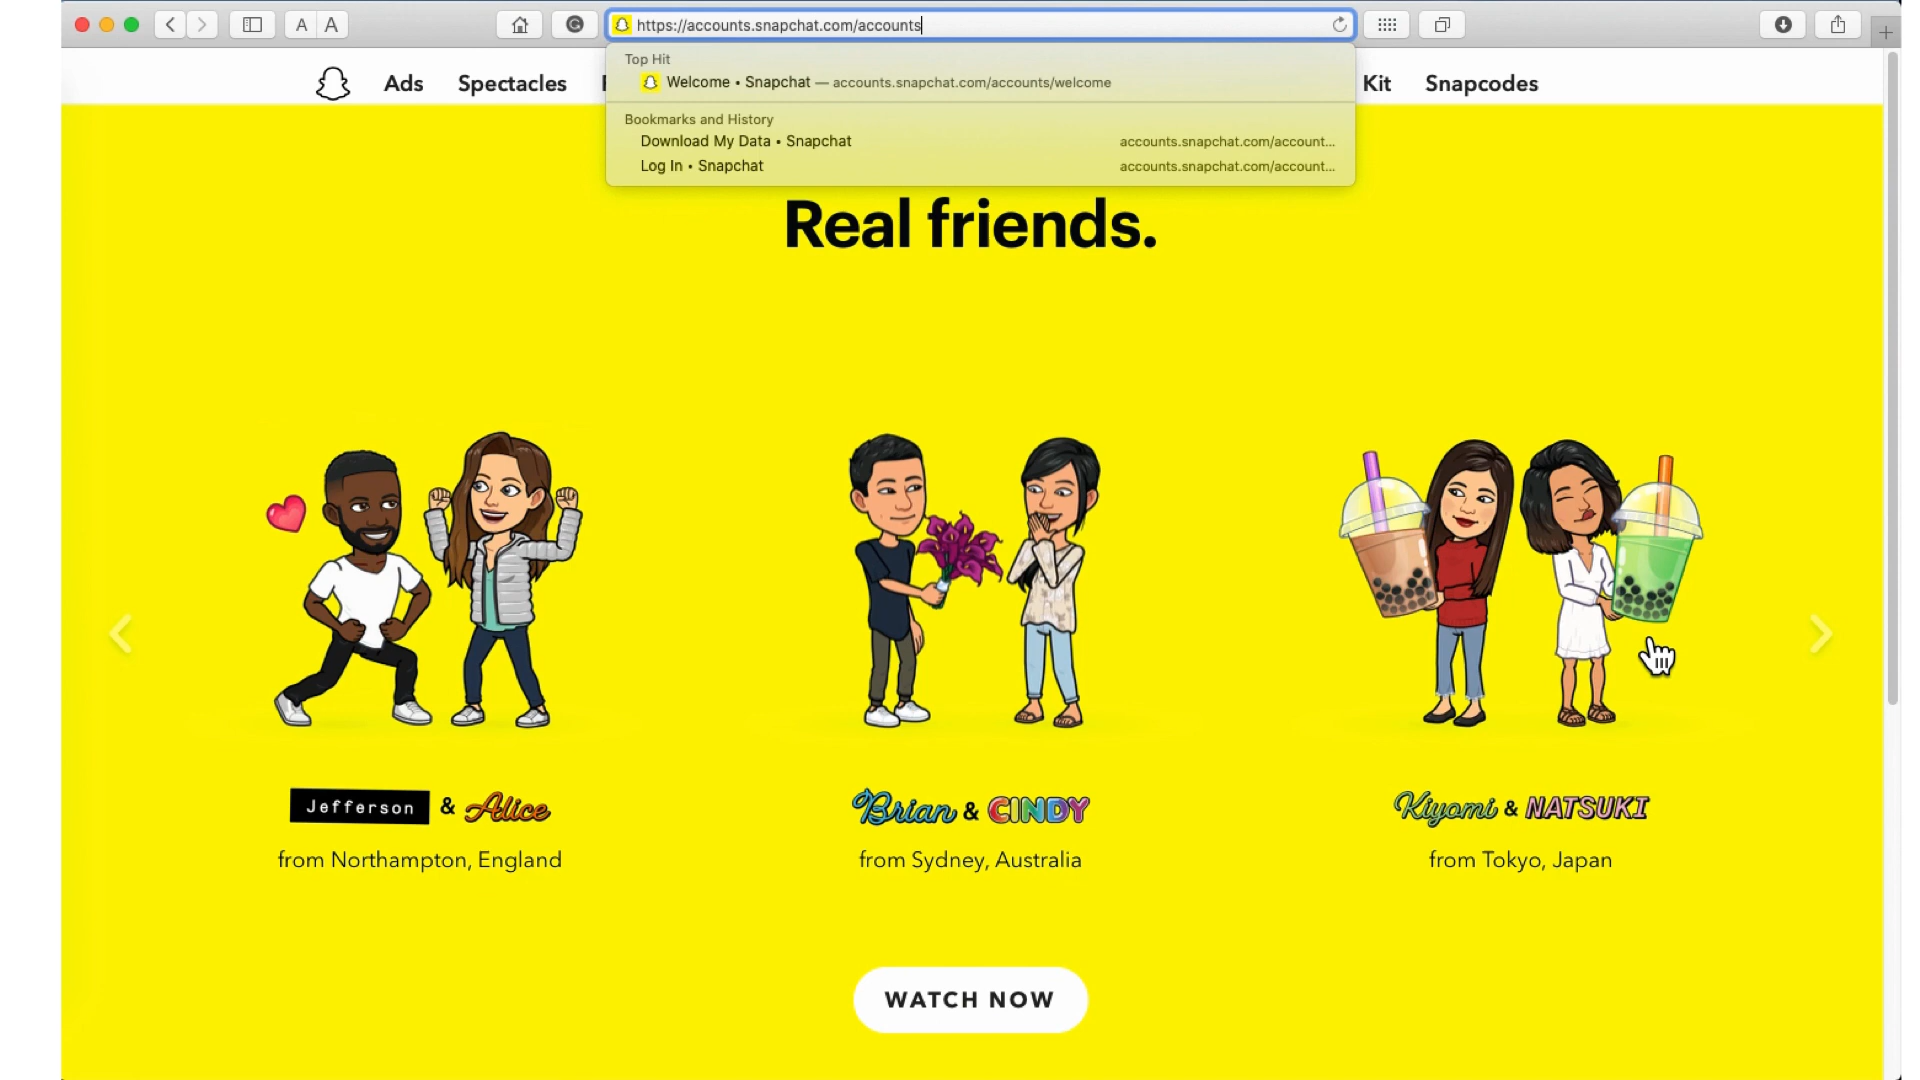 A A
https://accounts.snapchat.com/accounts
Top Hit
Welcome • Snapchat — accounts.snapchat.com/accounts/welcome
Bookmarks and History
Download My Data • Snapchat accounts.snapchat.com/account...
Log In • Snapchat accounts.snapchat.com/account...
Ads Spectacles Kit Snapcodes
Real friends.
Jefferson & Alice
from Northampton, England
Brian & CINDY
from Sydney, Australia
Kiyomi & NATSUKI
from Tokyo, Japan
WATCH NOW